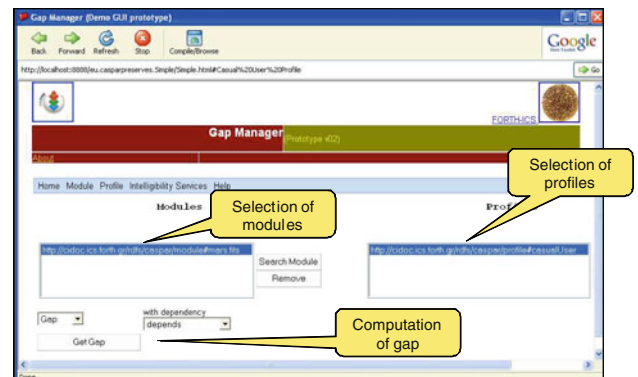 Gap Manager (Demo GUI prototype)
Back Forward Refresh Stop Compile/Browse
Google
http://localhost:8888/eu.casparpreserves.Simple/Simple.html#Casual%20User%20Profile
Go
FORTH-ICS
Gap Manager (Prototype v02)
About
Home Module Profile Intelligibility Services Help
Selection of
profiles
Modules
Selection of
modules
Prof
http://cidoc.ics.forth.gr/rdfs/caspar/module#mars.fits
http://cidoc.ics.forth.gr/rdfs/caspar/profile#casualUser
Search Module
Remove
Gap
with dependency
depends
Computation
of gap
Get Gap